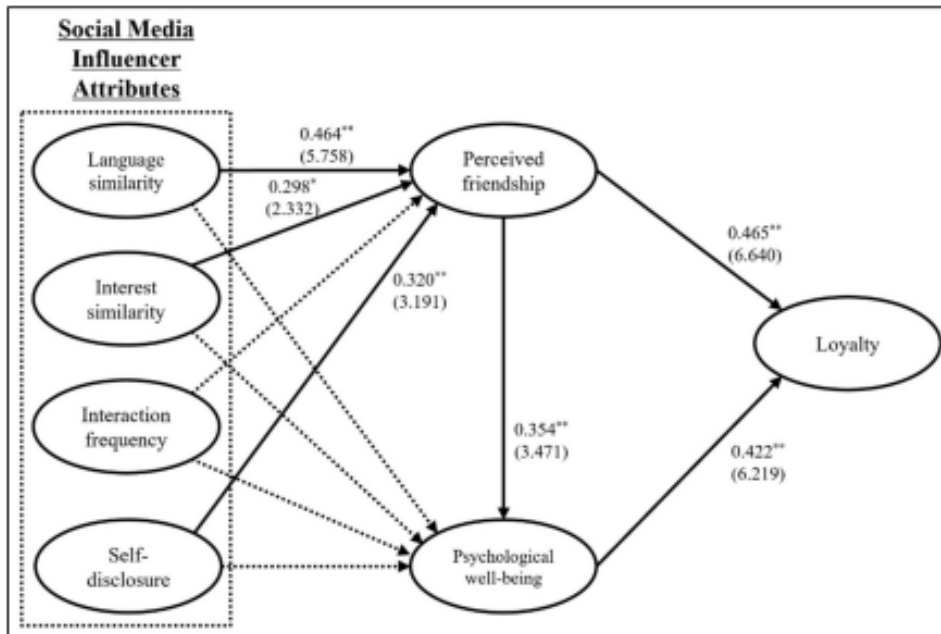 Social Media
Influencer
Attributes
Language
similarity
0.464**
(5.758)
Perceived
friendship
0.298*
(2.332)
Interest
similarity
0.320**
(3.191)
0.465**
(6.640)
Loyalty
Interaction
frequency
0.354**
(3.471)
0.422**
(6.219)
Self-
disclosure
Psychological
well-being